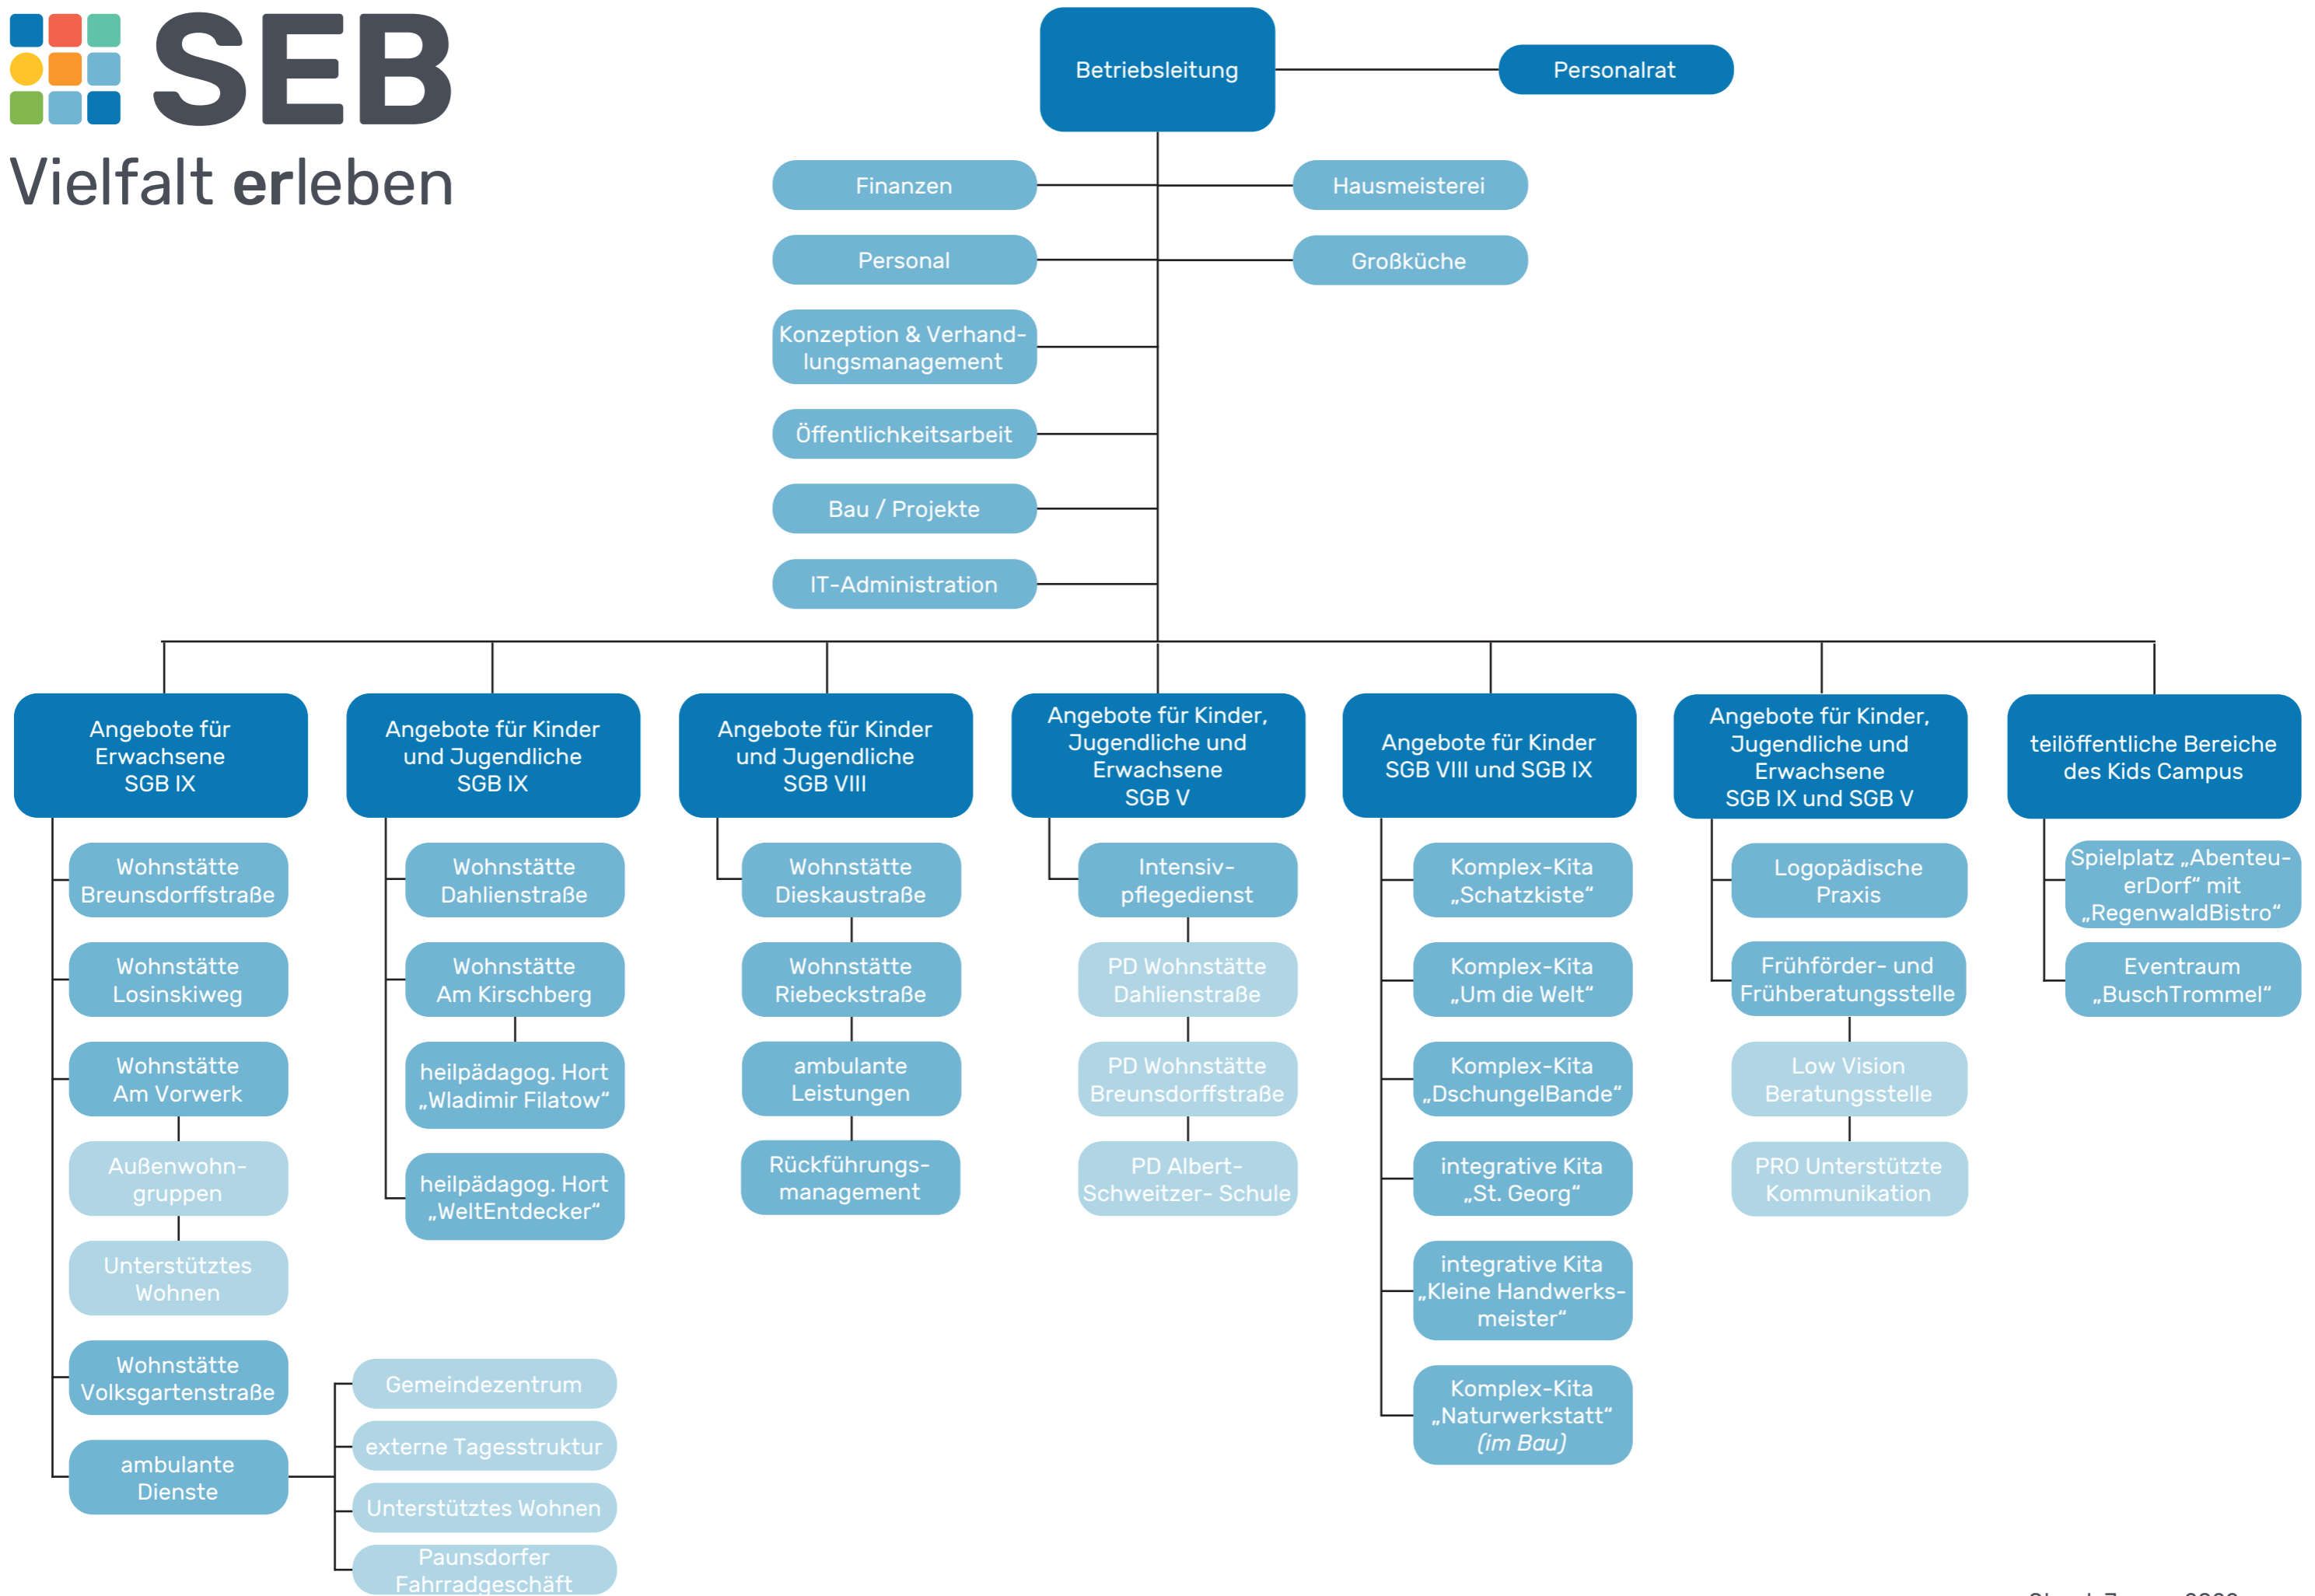 SEB
Vielfalt erleben
Betriebsleitung
Personalrat
Finanzen
Hausmeisterei
Personal
Großküche
Konzeption & Verhand-
lungsmanagement
Öffentlichkeitsarbeit
Bau / Projekte
IT-Administration
Angebote für
Erwachsene
SGB IX
Wohnstätte
Breunsdorffstraße
Wohnstätte
Losinskiweg
Wohnstätte
Am Vorwerk
Außenwohn-
gruppen
Unterstütztes
Wohnen
Wohnstätte
Volksgartenstraße
ambulante
Dienste
Gemeindezentrum
externe Tagesstruktur
Unterstütztes Wohnen
Paunsdorfer
Fahrradgeschäft
Angebote für Kinder
und Jugendliche
SGB IX
Wohnstätte
Dahlienstraße
Wohnstätte
Am Kirschberg
heilpädagog. Hort
„Wladimir Filatow“
heilpädagog. Hort
„WeltEntdecker“
Angebote für Kinder
und Jugendliche
SGB VIII
Wohnstätte
Dieskaustraße
Wohnstätte
Riebeckstraße
ambulante
Leistungen
Rückführungs-
management
Angebote für Kinder,
Jugendliche und
Erwachsene
SGB V
Intensiv-
pflegedienst
PD Wohnstätte
Dahlienstraße
PD Wohnstätte
Breunsdorffstraße
PD Albert-
Schweitzer- Schule
Angebote für Kinder
SGB VIII und SGB IX
Komplex-Kita
„Schatzkiste“
Komplex-Kita
„Um die Welt“
Komplex-Kita
„DschungelBande“
integrative Kita
„St. Georg“
integrative Kita
„Kleine Handwerks-
meister“
Komplex-Kita
„Naturwerkstatt“
(im Bau)
Angebote für Kinder,
Jugendliche und
Erwachsene
SGB IX und SGB V
Logopädische
Praxis
Frühförder- und
Frühberatungsstelle
Low Vision
Beratungsstelle
PRO Unterstützte
Kommunikation
teilöffentliche Bereiche
des Kids Campus
Spielplatz „Abenteu-
erDorf“ mit
„RegenwaldBistro“
Eventraum
„BuschTrommel“